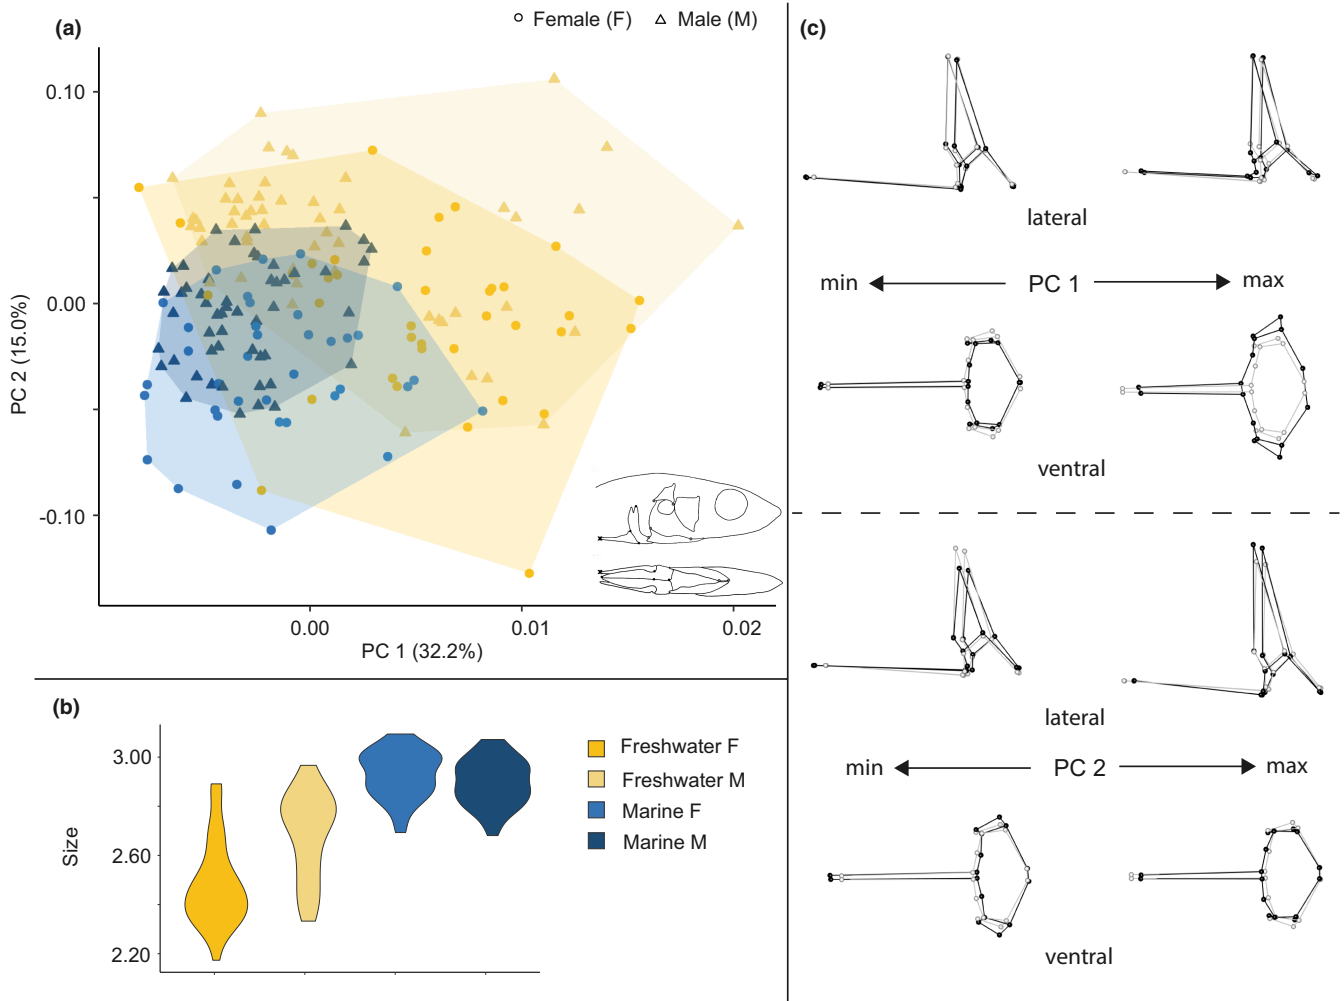 (a)
Female (F)
Male (M)
0.10
0.00
-0.10
PC 2 (15.0%)
0.00
0.01
0.02
PC 1 (32.2%)
(b)
3.00
2.60
2.20
Size
Freshwater F
Freshwater M
Marine F
Marine M
(c)
lateral
min
PC 1
max
ventral
lateral
min
PC 2
max
ventral